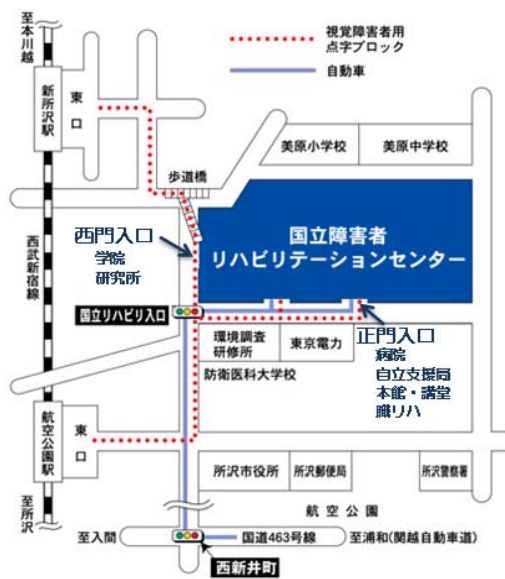 至本川越
視覚障害者用
点字ブロック
自動車
新所沢駅
東口
美原小学校
美原中学校
歩道橋
西門入口
学院
研究所
国立障害者
リハビリテーションセンター
西武新宿線
国立リハビリ入口
環境調査
研修所
東京電力
正門入口
病院
自立支援局
本館・講堂
職リハ
防衛医科大学校
航空公園駅
東口
所沢市役所
所沢郵便局
所沢警察署
至所沢
航空公園
至入間
国道463号線
至浦和(関越自動車道)
西新井町